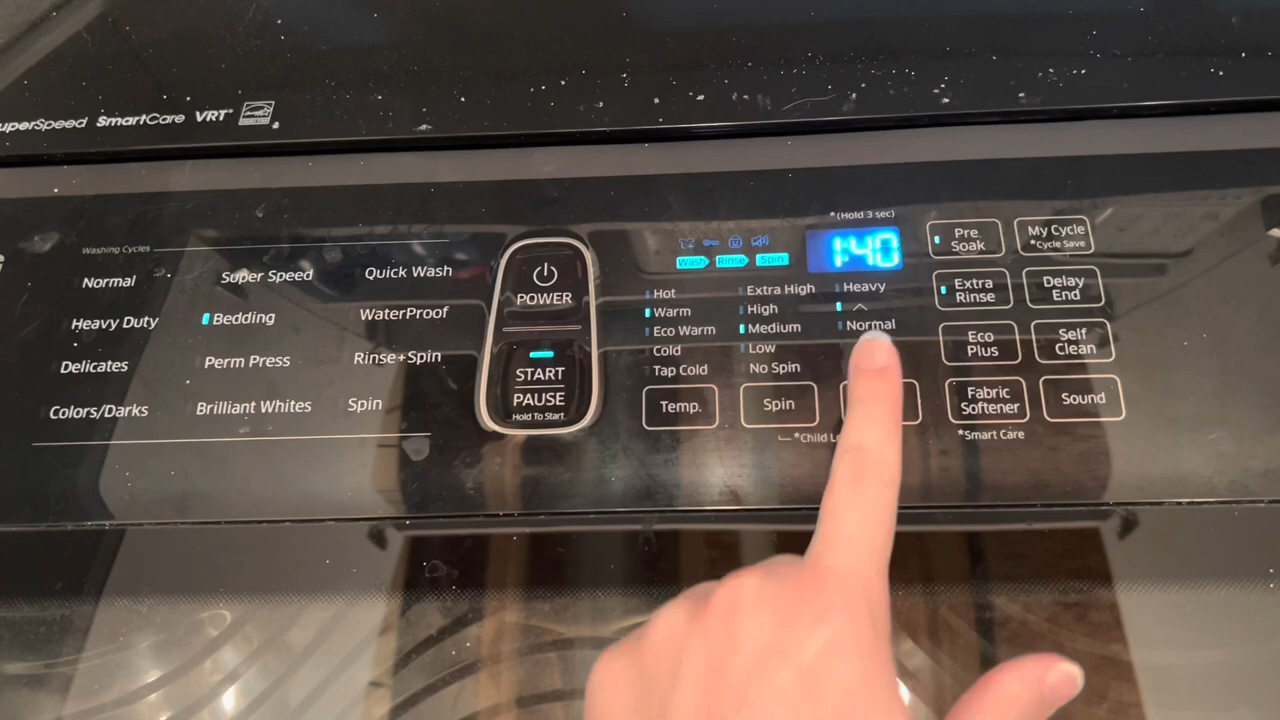 SmartCare VRT
Washing Cycles
Normal
Super Speed
Quick Wash
Heavy Duty
Bedding
WaterProof
Delicates
Perm Press
Rinse+Spin
Colors/Darks
Brilliant Whites
Spin
POWER
START
PAUSE
Hold To Start
*(Hold 3 sec)
Wash Rinse Spin
1:40
Hot
Warm
Eco Warm
Cold
Tap Cold
Temp.
Extra High
High
Medium
Low
No Spin
Spin
Heavy
Normal
*Child
Pre
Soak
My Cycle
*Cycle Save
Extra
Rinse
Delay
End
Eco
Plus
Self
Clean
Fabric
Softener
Sound
*Smart Care